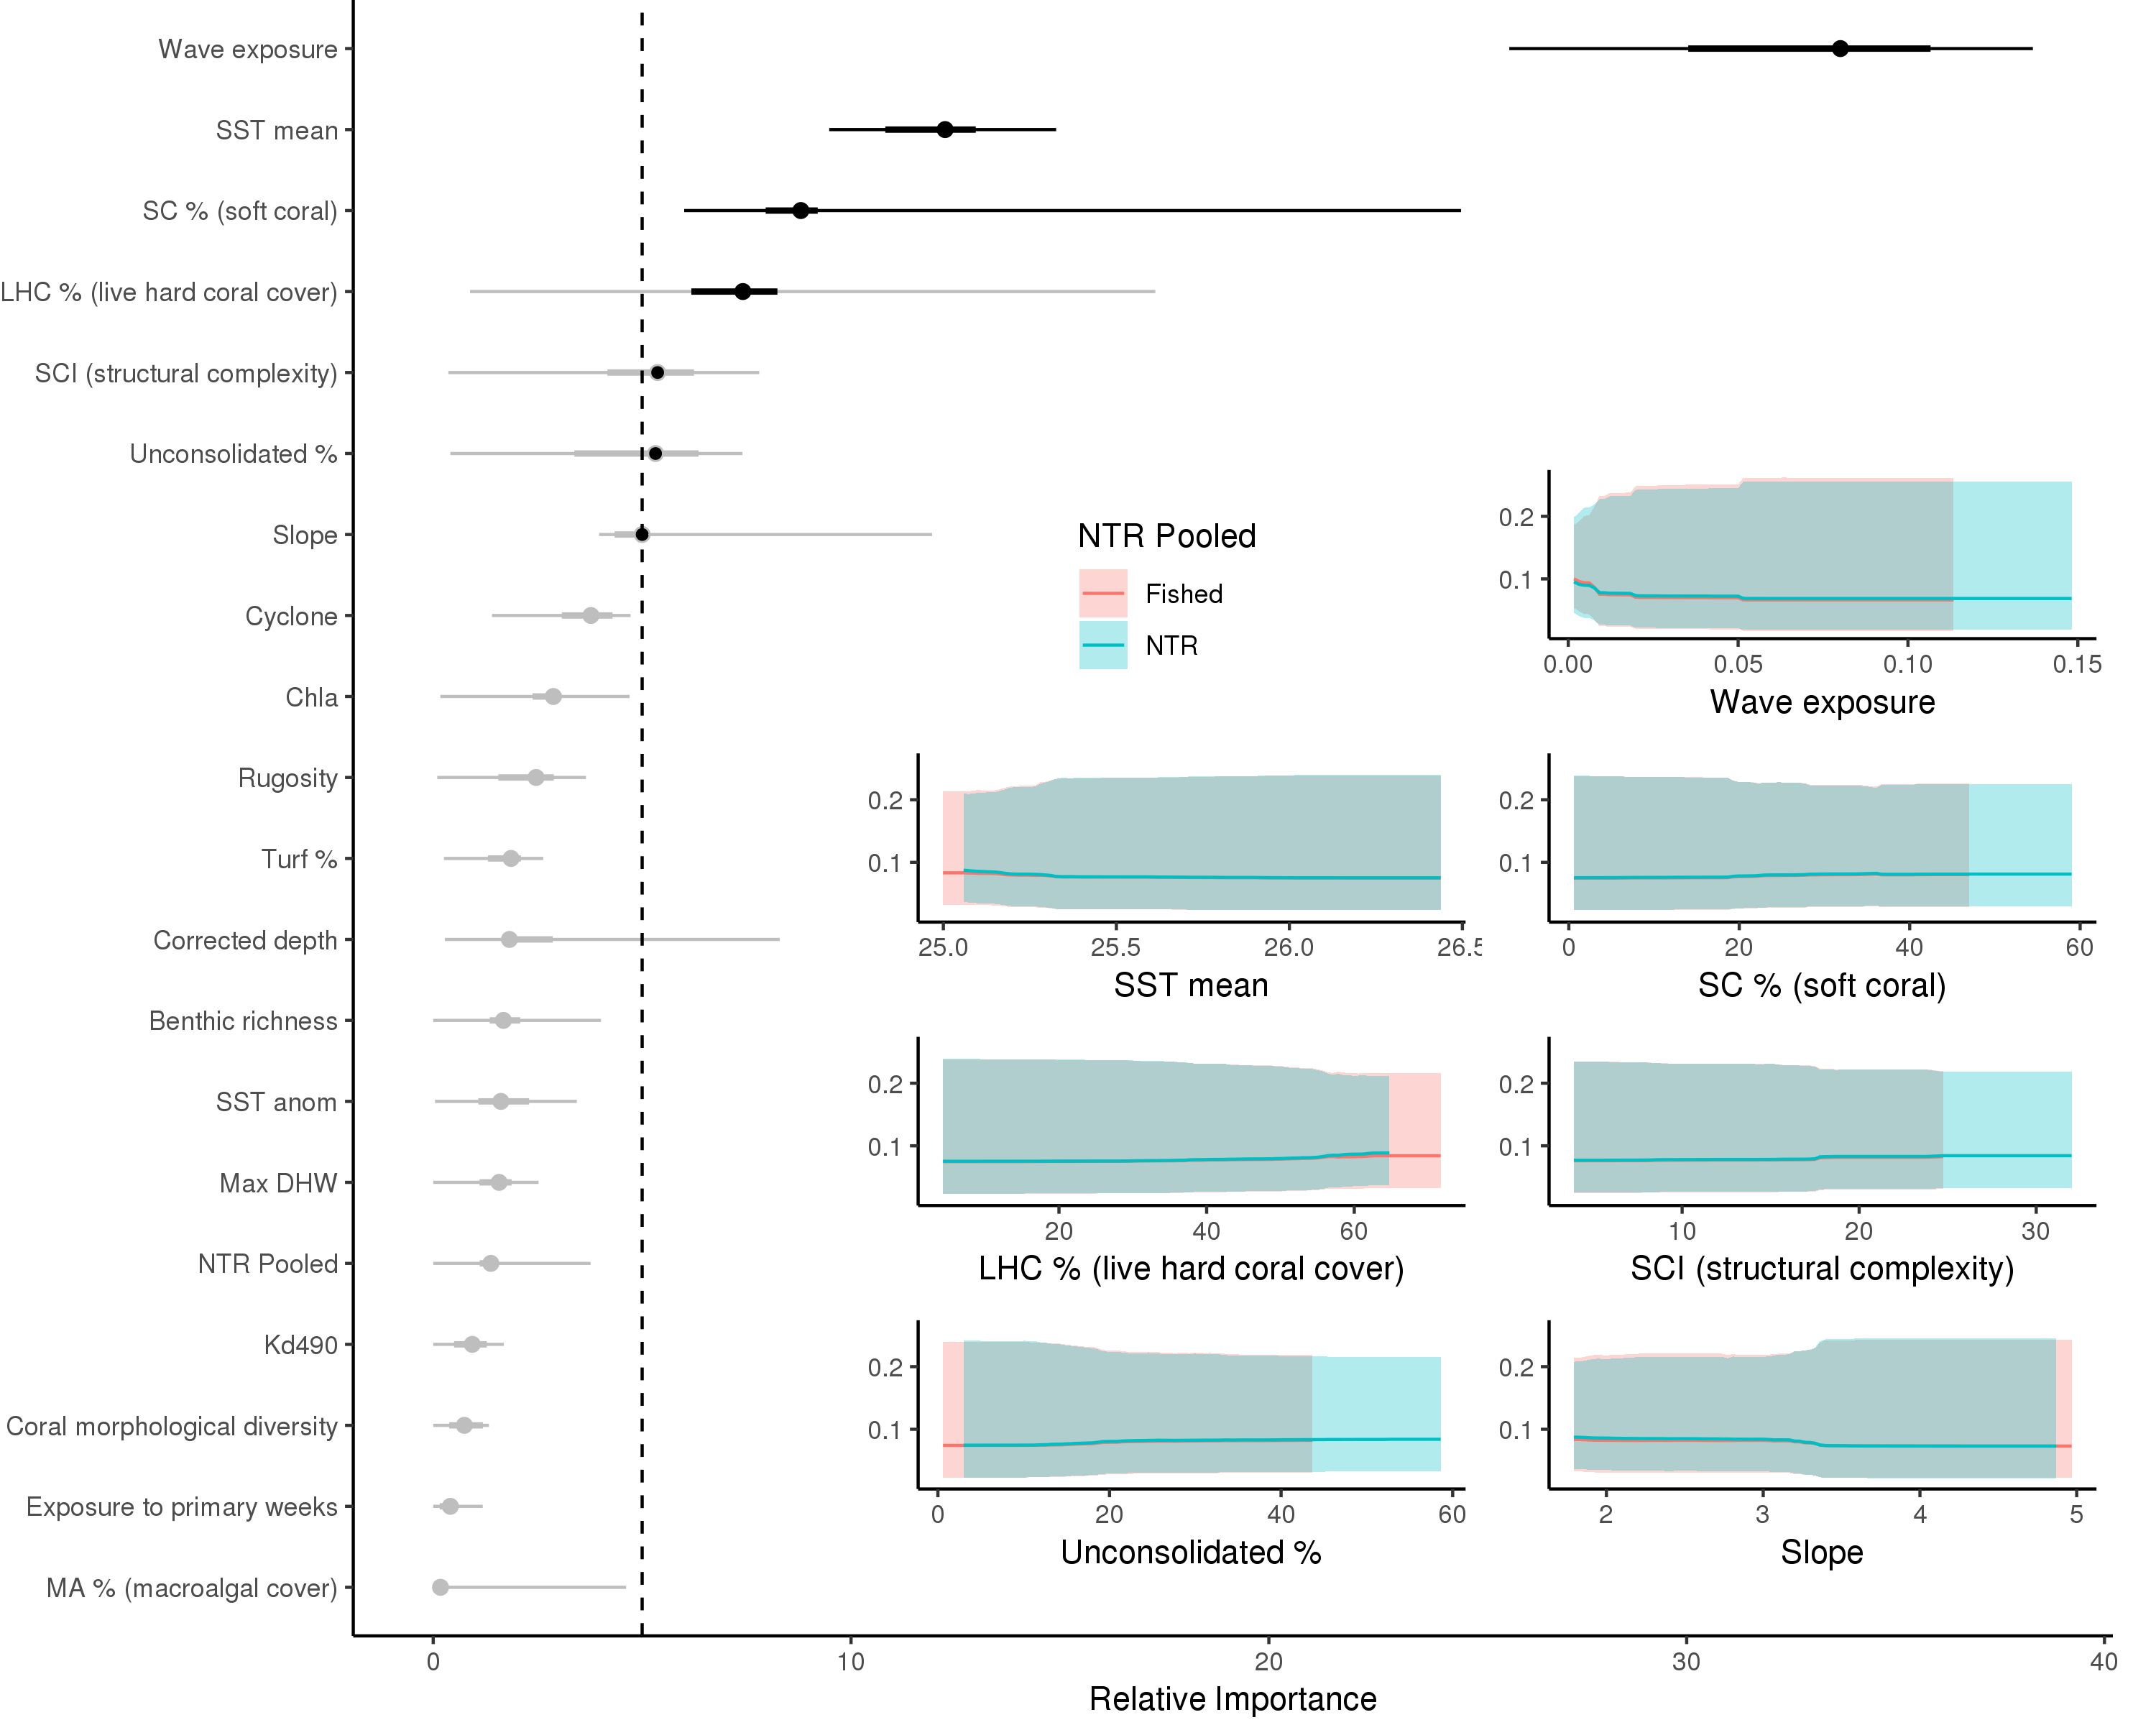 Wave exposure
SST mean
SC % (soft coral)
LHC % (live hard coral cover)
SCI (structural complexity)
Unconsolidated %
Slope
Cyclone
Chla
Rugosity
Turf %
Corrected depth
Benthic richness
SST anom
Max DHW
NTR Pooled
Kd490
Coral morphological diversity
Exposure to primary weeks
MA % (macroalgal cover)
0 10 20 30 40
Relative Importance
NTR Pooled
Fished
NTR
0.2
0.1
0.00 0.05 0.10 0.15
Wave exposure
0.2
0.1
25.0 25.5 26.0 26.5
SST mean
0.2
0.1
0 20 40 60
SC % (soft coral)
0.2
0.1
20 40 60
LHC % (live hard coral cover)
0.2
0.1
10 20 30
SCI (structural complexity)
0.2
0.1
0 20 40 60
Unconsolidated %
0.2
0.1
2 3 4 5
Slope